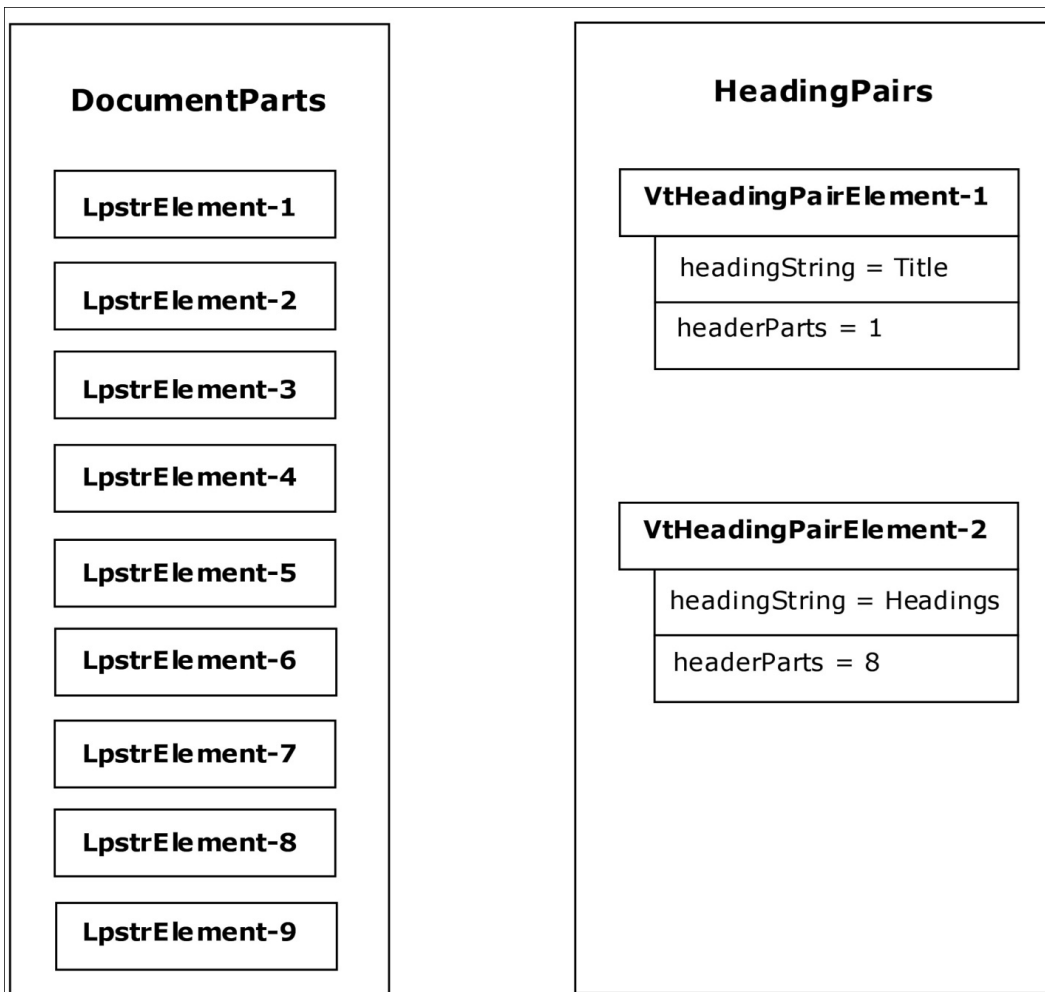 DocumentParts
LpstrElement-1
LpstrElement-2
LpstrElement-3
LpstrElement-4
LpstrElement-5
LpstrElement-6
LpstrElement-7
LpstrElement-8
LpstrElement-9
HeadingPairs
VtHeadingPairElement-1
headingString = Title
headerParts = 1
VtHeadingPairElement-2
headingString = Headings
headerParts = 8